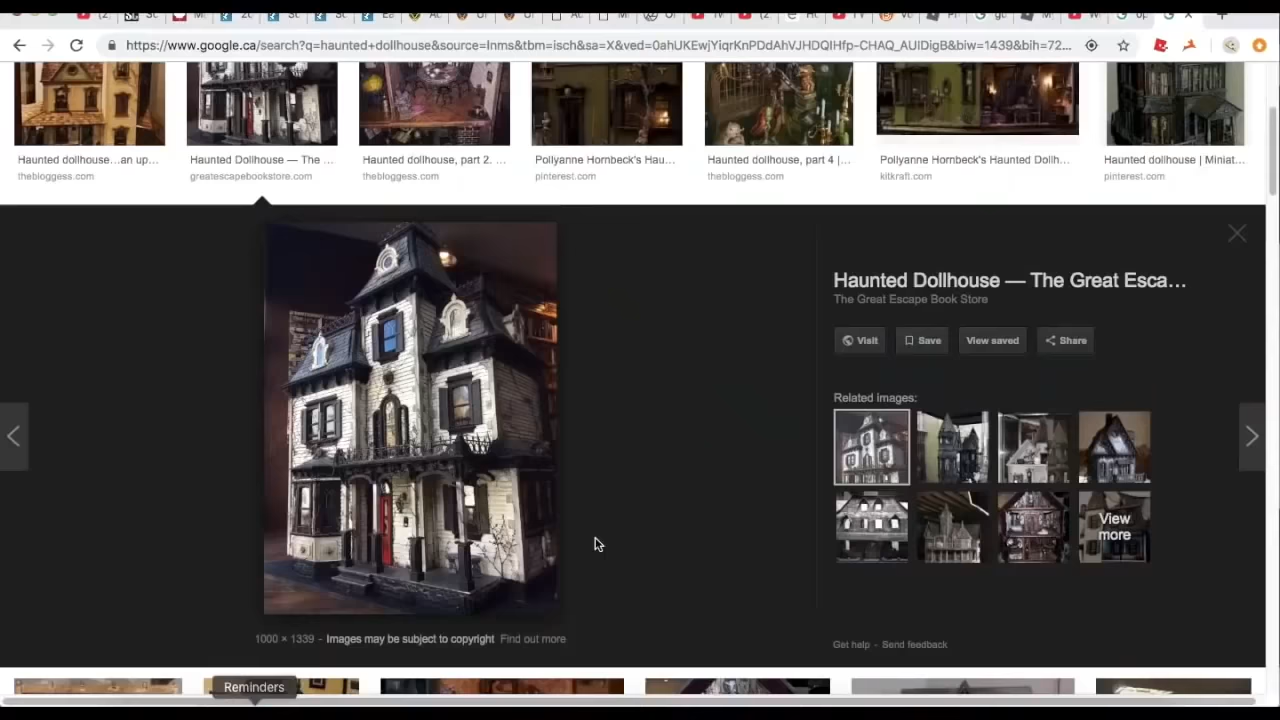 https://www.google.ca/search?q=haunted+dollhouse&source=lnms&tbm=isch&sa=X&ved=0ahUKEwjYiqrKnPDdAhVJHDQIHfp-CHAQ_AUIDigB&biw=1439&bih=72...
Haunted dollhouse...an up...
thebloggess.com
Haunted Dollhouse — The ...
greatescapebookstore.com
Haunted dollhouse, part 2. ...
thebloggess.com
Pollyanne Hornbeck's Hau...
pinterest.com
Haunted dollhouse, part 4 |...
thebloggess.com
Pollyanne Hornbeck's Haunted Dollh...
kitkraft.com
Haunted dollhouse | Miniat...
pinterest.com
Haunted Dollhouse — The Great Esca...
The Great Escape Book Store
Visit
Save
View saved
Share
Related images:
View
more
1000 × 1339 - Images may be subject to copyright Find out more
Get help - Send feedback
Reminders